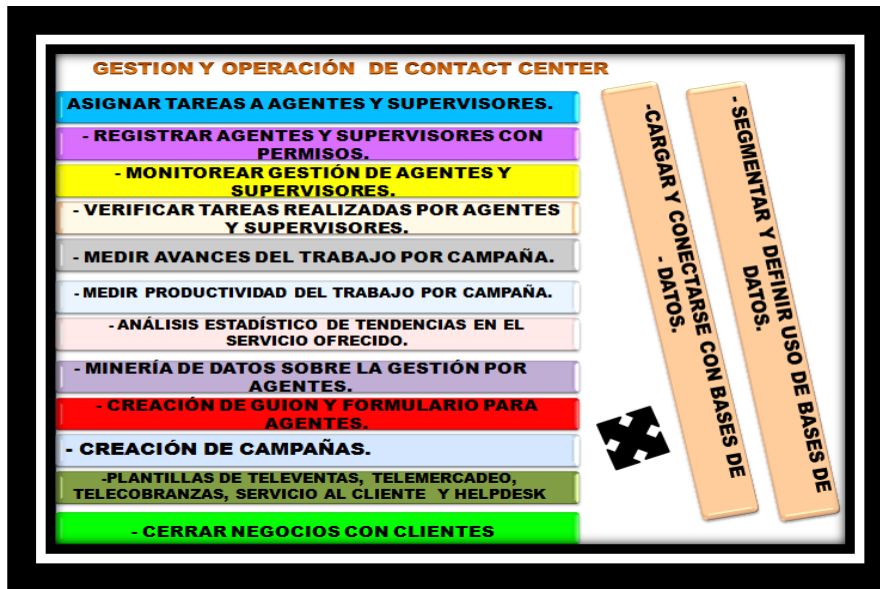 GESTION Y OPERACIÓN DE CONTACT CENTER
ASIGNAR TAREAS A AGENTES Y SUPERVISORES.
- REGISTRAR AGENTES Y SUPERVISORES CON
PERMISOS.
- MONITOREAR GESTIÓN DE AGENTES Y
SUPERVISORES.
- VERIFICAR TAREAS REALIZADAS POR AGENTES
Y SUPERVISORES.
- MEDIR AVANCES DEL TRABAJO POR CAMPAÑA.
- MEDIR PRODUCTIVIDAD DEL TRABAJO POR CAMPAÑA.
- ANÁLISIS ESTADÍSTICO DE TENDENCIAS EN EL
SERVICIO OFRECIDO.
- MINERÍA DE DATOS SOBRE LA GESTIÓN POR
AGENTES.
- CREACIÓN DE GUION Y FORMULARIO PARA
AGENTES.
- CREACIÓN DE CAMPAÑAS.
-PLANTILLAS DE TELEVENTAS, TELEMERCADEO,
TELECOBRANZAS, SERVICIO AL CLIENTE Y HELPDESK
- CERRAR NEGOCIOS CON CLIENTES
-CARGAR Y CONECTARSE CON BASES DE
- DATOS.
- SEGMENTAR Y DEFINIR USO DE BASES DE
DATOS.